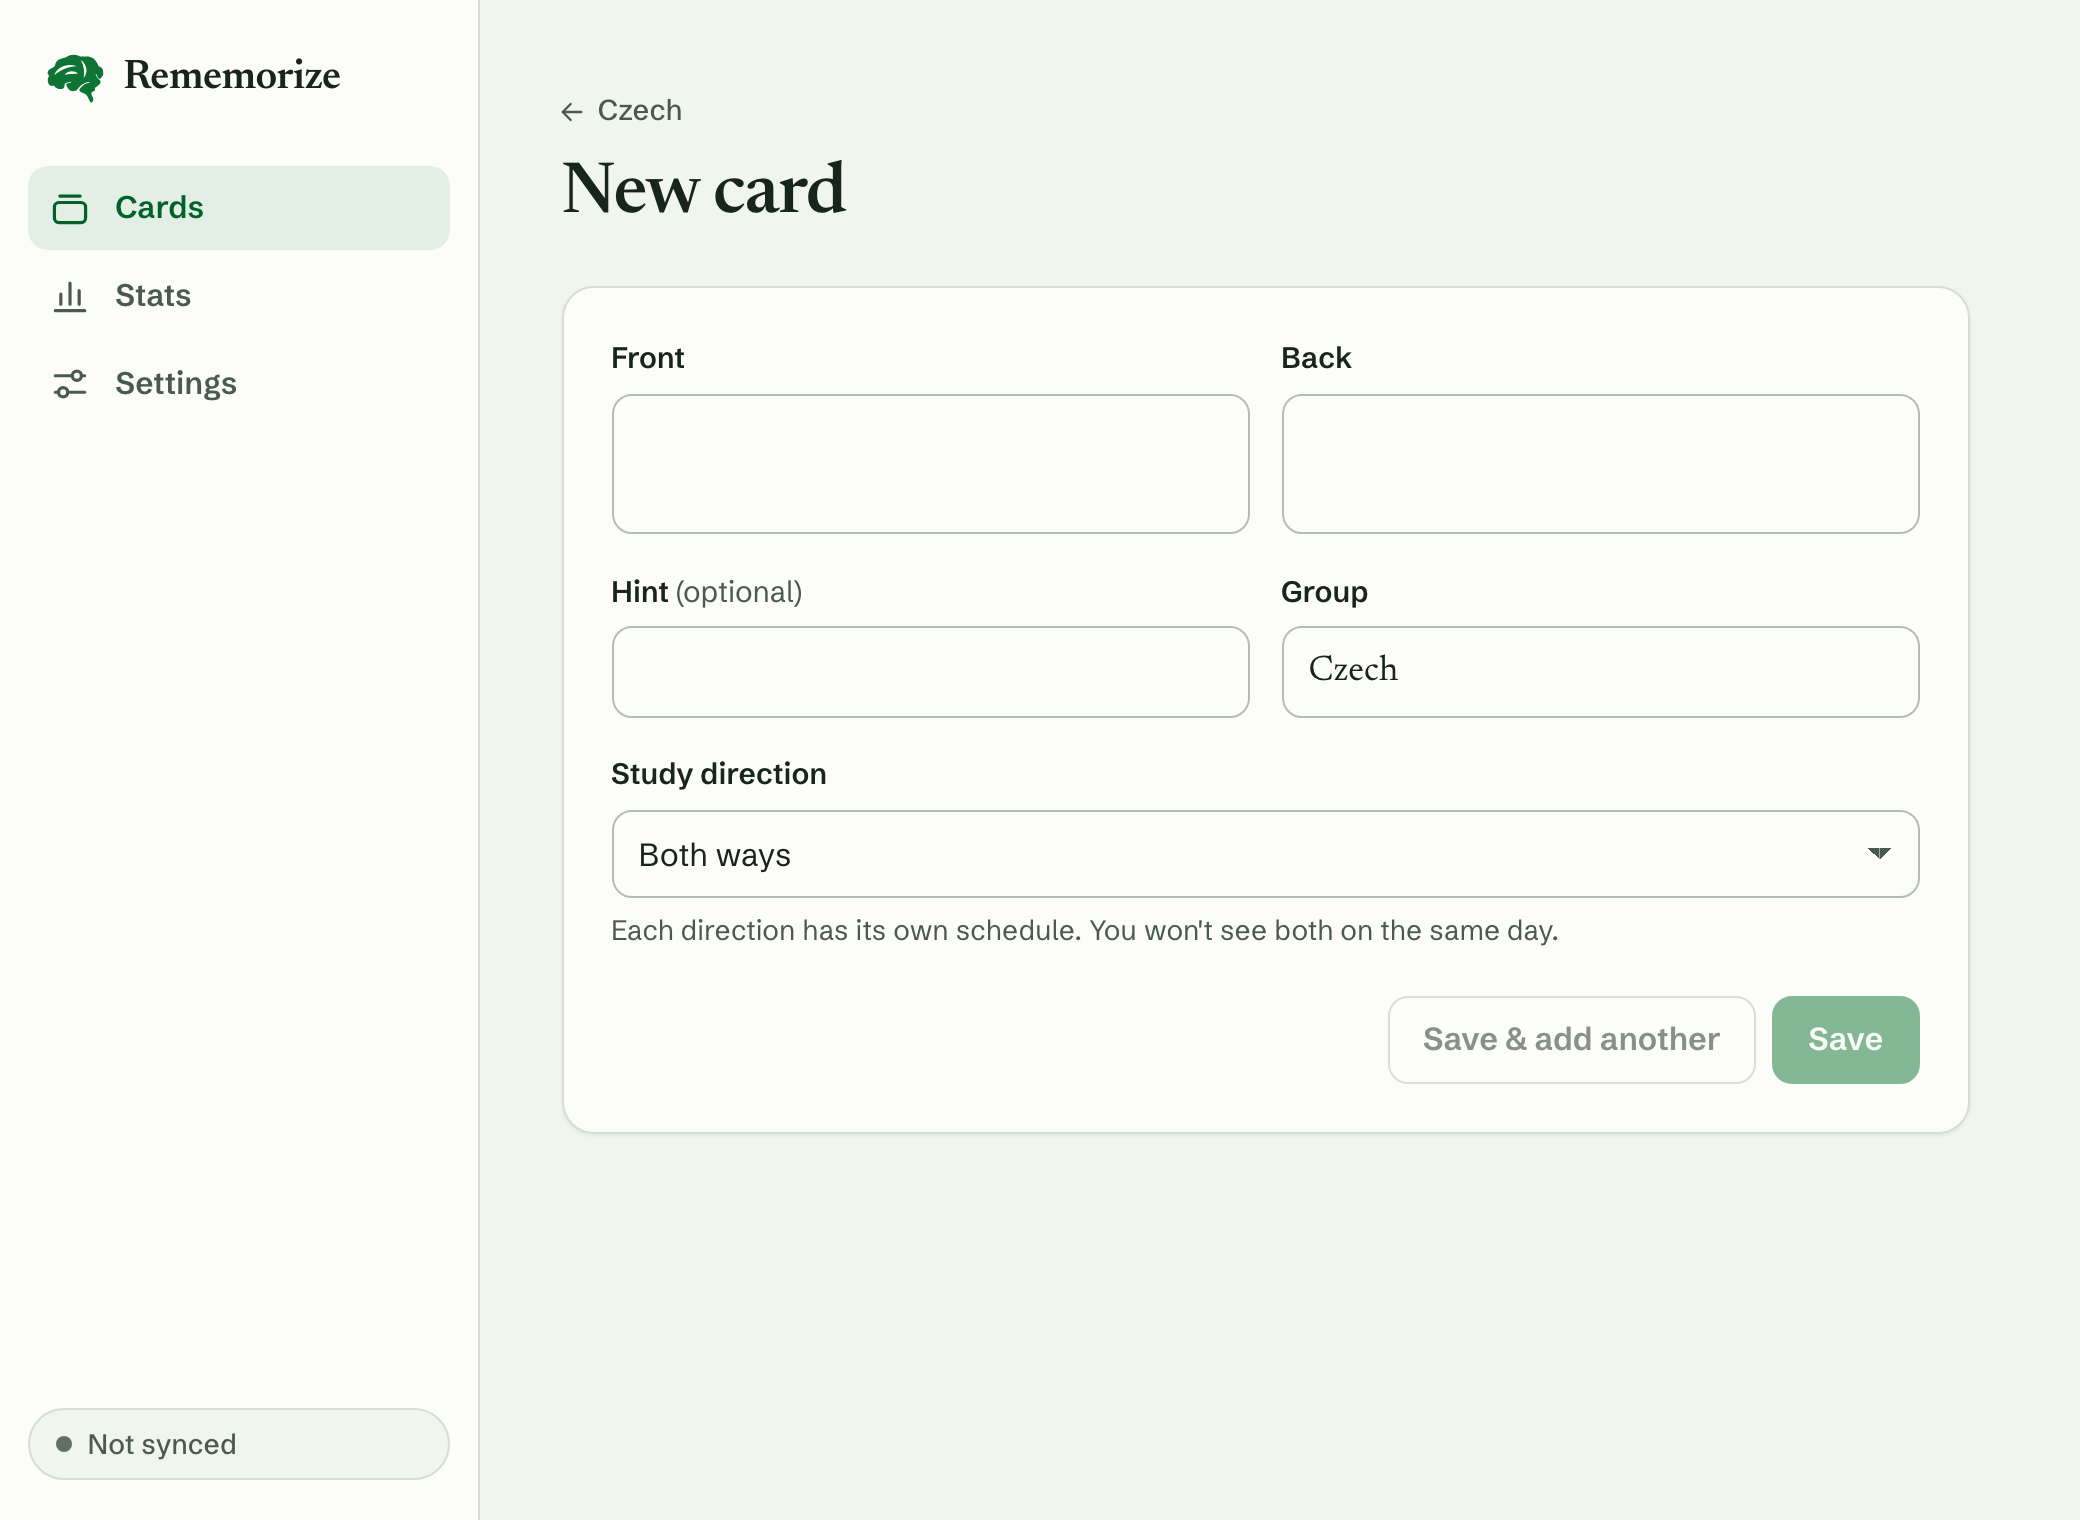 Rememorize
Cards
Stats
Settings
Not synced
← Czech
New card
Front
Back
Hint (optional)
Group
Czech
Study direction
Both ways
Each direction has its own schedule. You won't see both on the same day.
Save & add another
Save